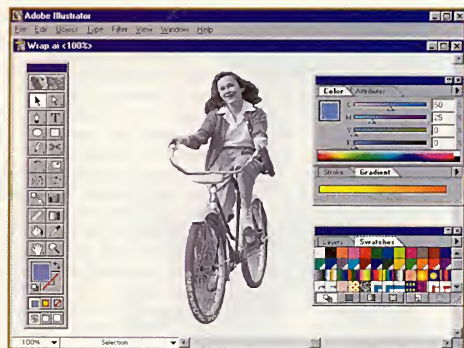 Adobe Illustrator
File Edit Object Type Filter View Window Help
Wrap.ai <100%>
T
Color Attributes
C 50
M 25
Y 0
K 0
Stroke Gradient
Layers Swatches
100% Selection